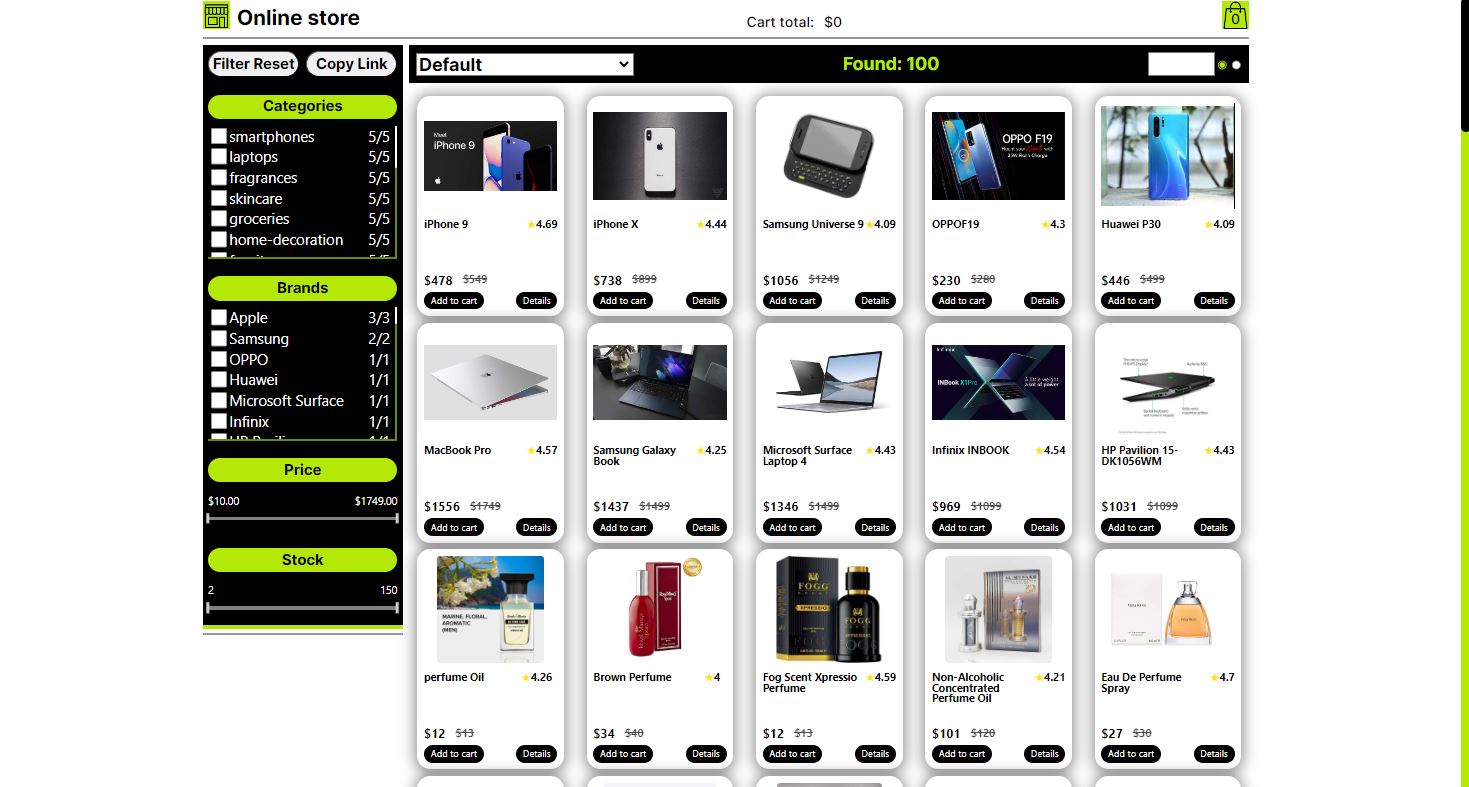 Online store
Cart total: $0
0
Filter Reset
Copy Link
Default
Found: 100
Categories
smartphones 5/5
laptops 5/5
fragrances 5/5
skincare 5/5
groceries 5/5
home-decoration 5/5
Brands
Apple 3/3
Samsung 2/2
OPPO 1/1
Huawei 1/1
Microsoft Surface 1/1
Infinix 1/1
Price
$10.00 $1749.00
Stock
2 150
Meet
iPhone 9
iPhone 9 4.69
$478 $549
Add to cart Details
iPhone X 4.44
$738 $899
Add to cart Details
Samsung Universe 9 4.09
$1056 $1249
Add to cart Details
OPPO F19
OPPOF19 4.3
$230 $280
Add to cart Details
Huawei P30 4.09
$446 $499
Add to cart Details
MacBook Pro 4.57
$1556 $1749
Add to cart Details
Samsung Galaxy 4.25
Book
$1437 $1499
Add to cart Details
Microsoft Surface 4.43
Laptop 4
$1346 $1499
Add to cart Details
Infinix
INBook X1Pro
A little weight
a lot of power
Infinix INBOOK 4.54
$969 $1099
Add to cart Details
HP Pavilion 15- 4.43
DK1056WM
$1031 $1099
Add to cart Details
MARINE, FLORAL,
AROMATIC
(MEN)
perfume Oil 4.26
$12 $13
Add to cart Details
Brown Perfume 4
$34 $40
Add to cart Details
FOGG
XPRESSIO
Fog Scent Xpressio 4.59
Perfume
$12 $13
Add to cart Details
Non-Alcoholic 4.21
Concentrated
Perfume Oil
$101 $120
Add to cart Details
Eau De Perfume 4.7
Spray
$27 $30
Add to cart Details